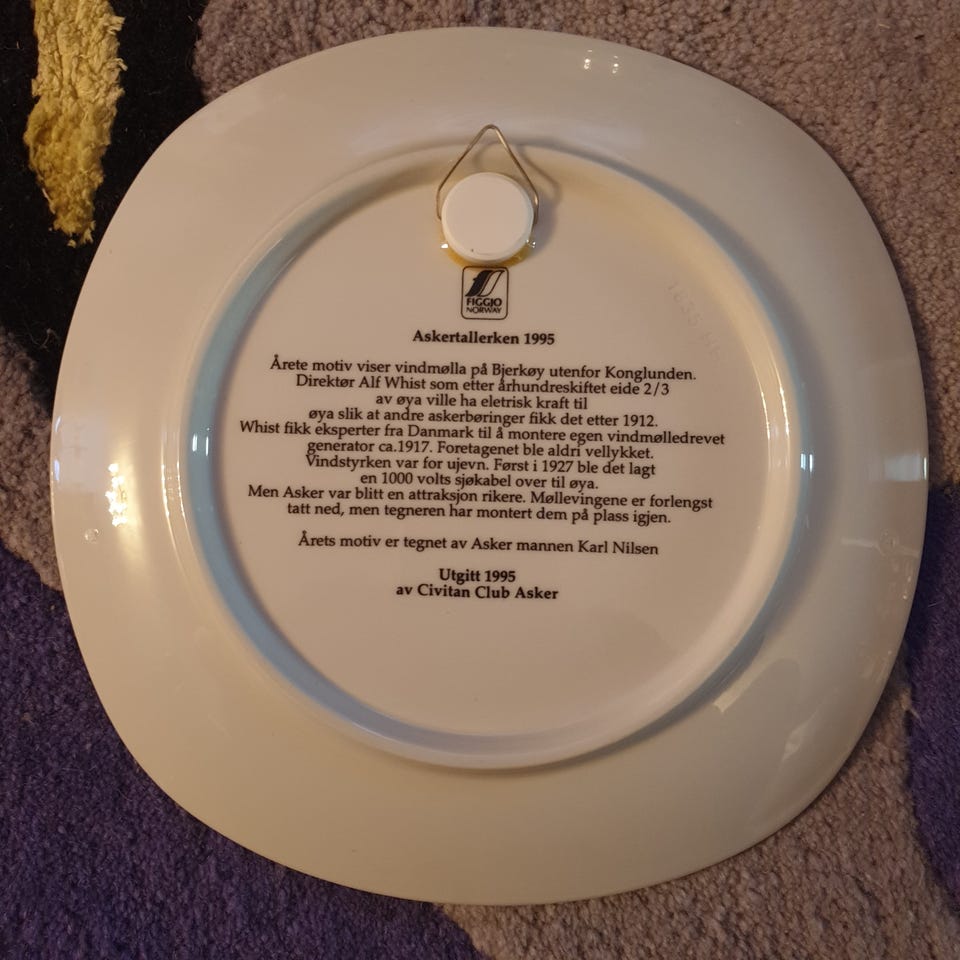 FIGGJO
NORWAY
Askertallerken 1995
Årete motiv viser vindmølla på Bjerkøy utenfor Konglunden.
Direktør Alf Whist som etter århundreskiftet eide 2/3
av øya ville ha eletrisk kraft til
øya slik at andre askerbøringer fikk det etter 1912.
Whist fikk eksperter fra Danmark til å montere egen vindmølledrevet
generator ca.1917. Foretagenet ble aldri vellykket.
Vindstyrken var for ujevn. Først i 1927 ble det lagt
en 1000 volts sjøkabel over til øya.
Men Asker var blitt en attraksjon rikere. Møllevingene er forlengst
tatt ned, men tegneren har montert dem på plass igjen.
Årets motiv er tegnet av Asker mannen Karl Nilsen
Utgitt 1995
av Civitan Club Asker